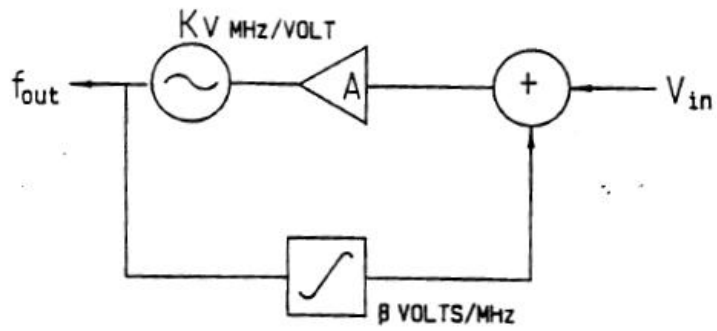 KV MHz/VOLT
f_out
A
+
V_in
β VOLTS/MHz